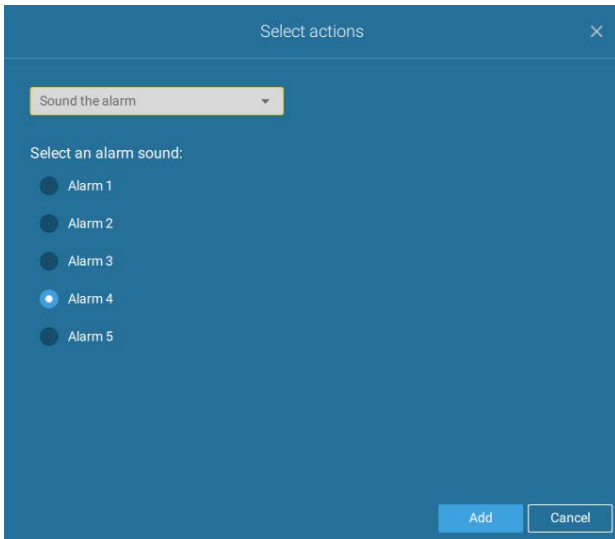 Select actions
Sound the alarm
Select an alarm sound:
Alarm 1
Alarm 2
Alarm 3
Alarm 4
Alarm 5
Add
Cancel